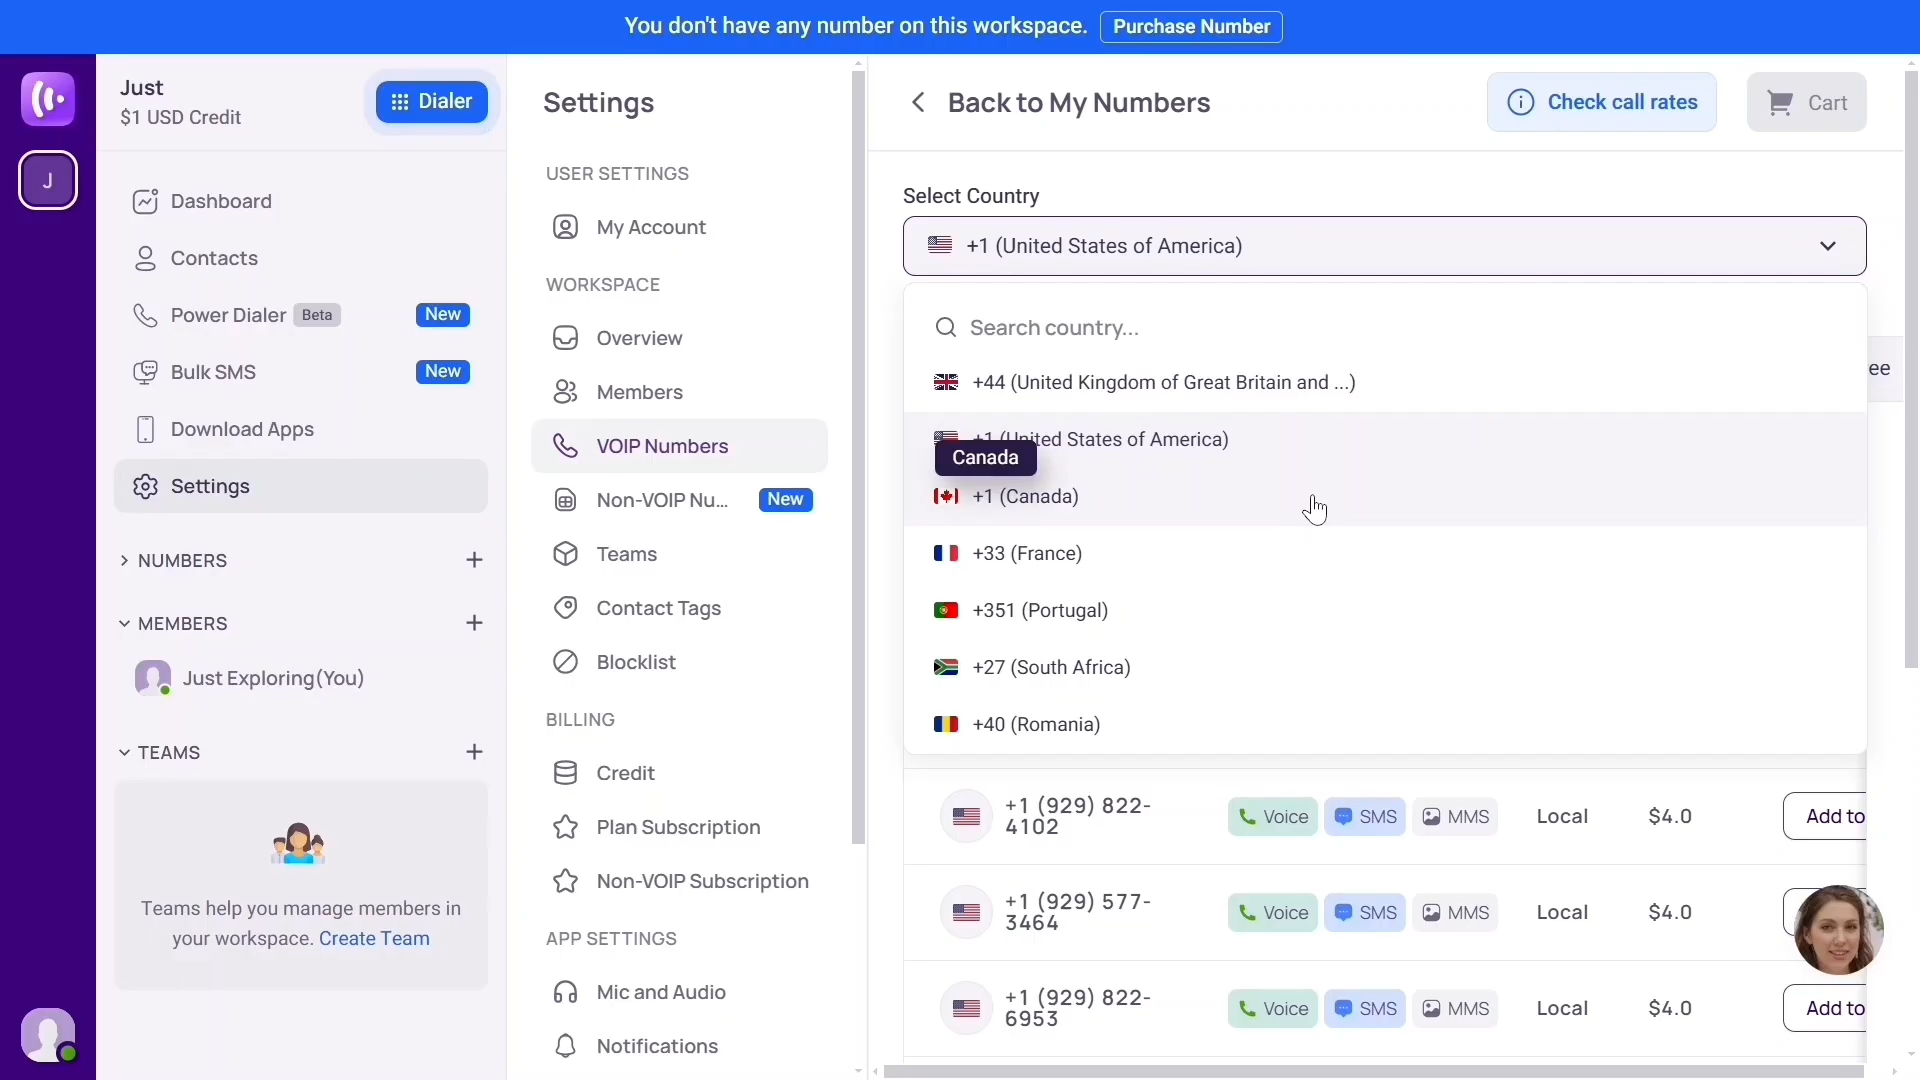 You don't have any number on this workspace. Purchase Number
Just
$1 USD Credit
Dialer
J
Dashboard
Contacts
Power Dialer Beta New
Bulk SMS New
Download Apps
Settings
NUMBERS
MEMBERS
Just Exploring(You)
TEAMS
Teams help you manage members in
your workspace. Create Team
Settings
USER SETTINGS
My Account
WORKSPACE
Overview
Members
VOIP Numbers
Non-VOIP Nu... New
Teams
Contact Tags
Blocklist
BILLING
Credit
Plan Subscription
Non-VOIP Subscription
APP SETTINGS
Mic and Audio
Notifications
Back to My Numbers
Check call rates
Cart
Select Country
+1 (United States of America)
Search country...
ee
+44 (United Kingdom of Great Britain and ...)
+1 (United States of America)
Canada
+1 (Canada)
+33 (France)
+351 (Portugal)
+27 (South Africa)
+40 (Romania)
+1 (929) 822-
4102
Voice SMS MMS Local $4.0 Add to
+1 (929) 577-
3464
Voice SMS MMS Local $4.0
+1 (929) 822-
6953
Voice SMS MMS Local $4.0 Add to